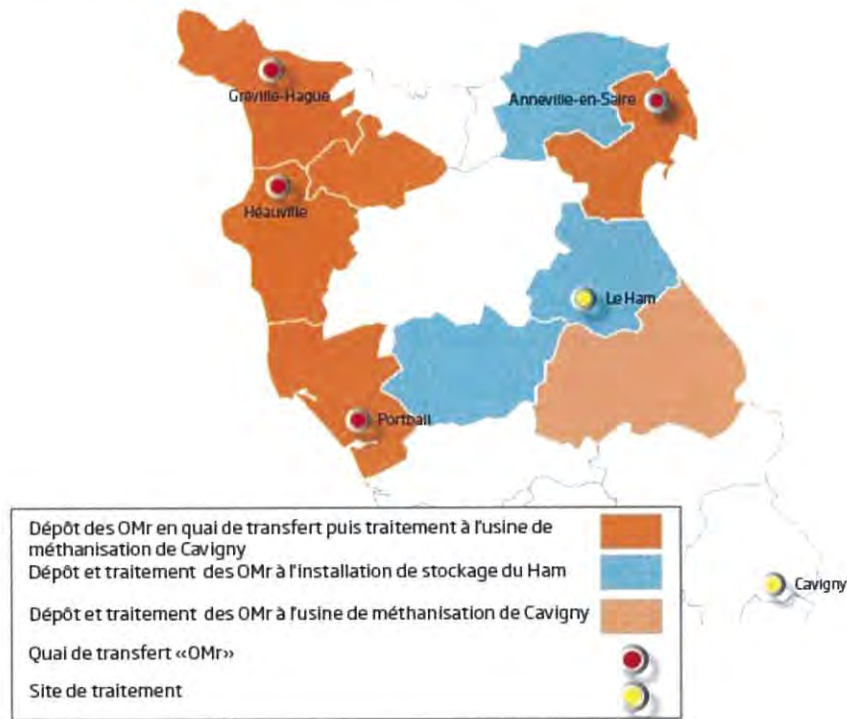 Gréville-Hague
Anneville-en-Saire
Héauville
Le Ham
Portbail
Dépôt des OMr en quai de transfert puis traitement à l'usine de
méthanisation de Cavigny
Dépôt et traitement des OMr à l'installation de stockage du Ham
Dépôt et traitement des OMr à l'usine de méthanisation de Cavigny
Quai de transfert «OMr»
Site de traitement
Cavigny